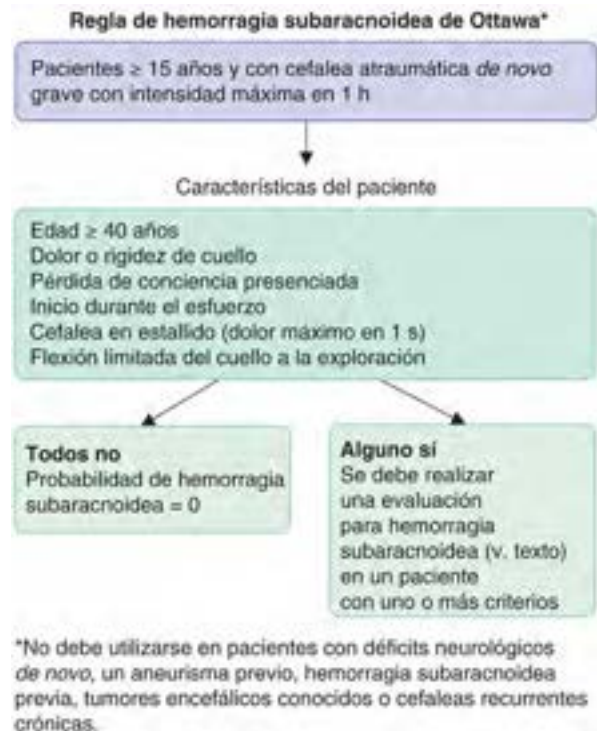 Regla de hemorragia subaracnoidea de Ottawa*
Pacientes ≥ 15 años y con cefalea atraumática de novo
grave con intensidad máxima en 1 h
Características del paciente
Edad ≥ 40 años
Dolor o rigidez de cuello
Pérdida de conciencia presenciada
Inicio durante el esfuerzo
Cefalea en estallido (dolor máximo en 1 s)
Flexión limitada del cuello a la exploración
Todos no
Probabilidad de hemorragia
subaracnoidea = 0
Alguno sí
Se debe realizar
una evaluación
para hemorragia
subaracnoidea (v. texto)
en un paciente
con uno o más criterios
*No debe utilizarse en pacientes con déficits neurológicos
de novo, un aneurisma previo, hemorragia subaracnoidea
previa, tumores encefálicos conocidos o cefaleas recurrentes
crónicas.